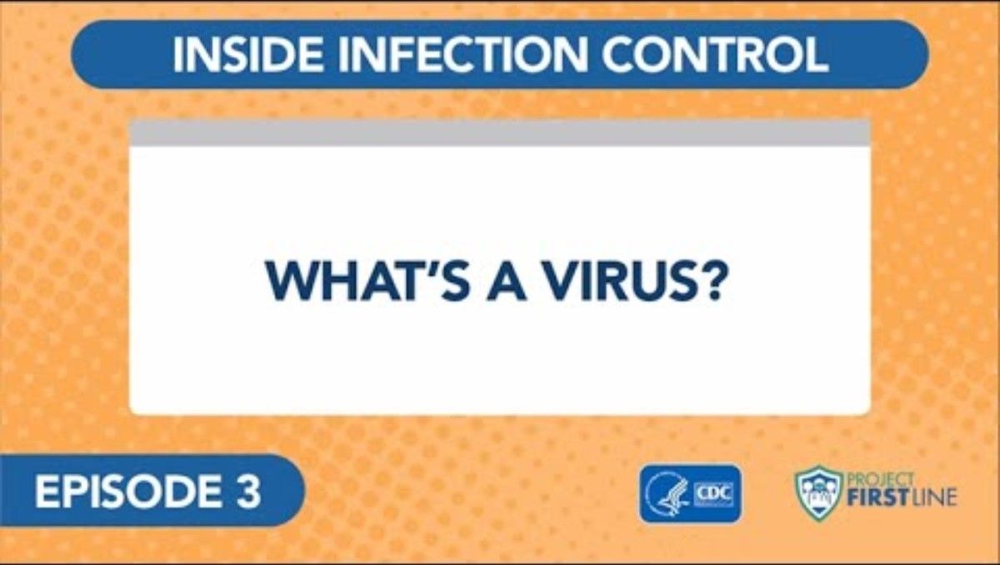 INSIDE INFECTION CONTROL
WHAT'S A VIRUS?
EPISODE 3
CDC
PROJECT
FIRSTLINE